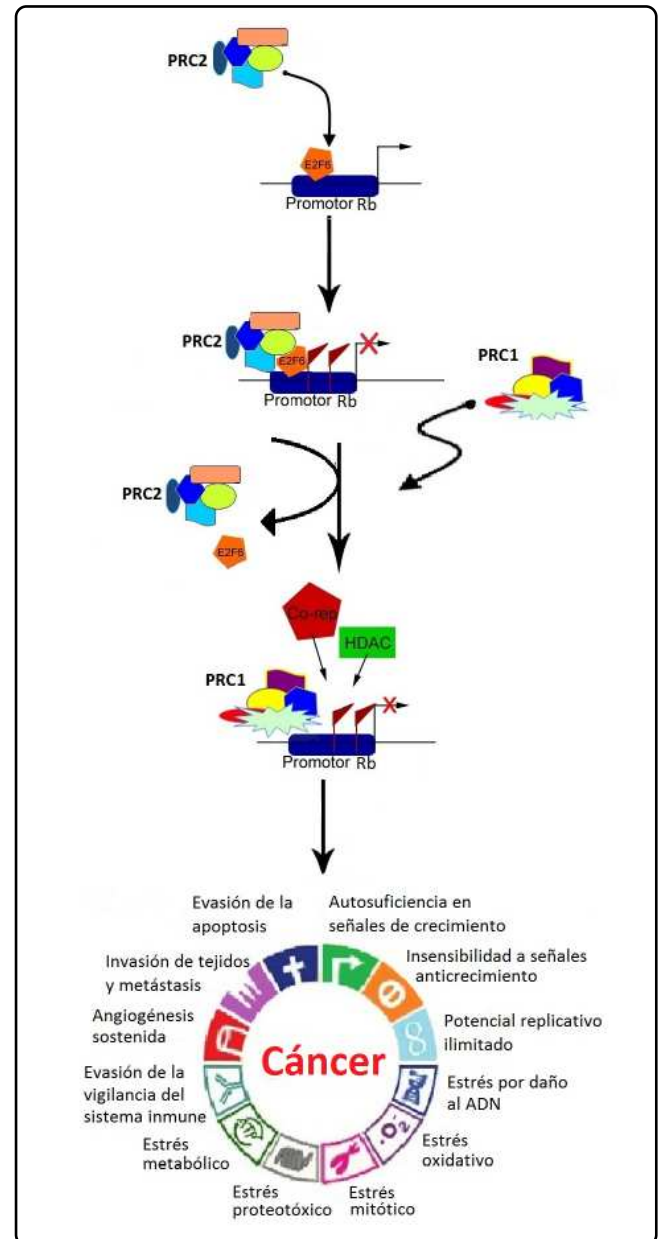 PRC2
E2F6
Promotor Rb
PRC2
E2F6
Promotor Rb
PRC1
PRC2
E2F6
Co-rep
HDAC
PRC1
Promotor Rb
Evasión de la
apoptosis
Autosuficiencia en
señales de crecimiento
Invasión de tejidos
y metástasis
Insensibilidad a señales
anticrecimiento
Angiogénesis
sostenida
Potencial replicativo
ilimitado
Cáncer
Evasión de la
vigilancia del
sistema inmune
Estrés por daño
al ADN
Estrés
metabólico
Estrés
oxidativo
O2
Estrés
proteotóxico
Estrés
mitótico